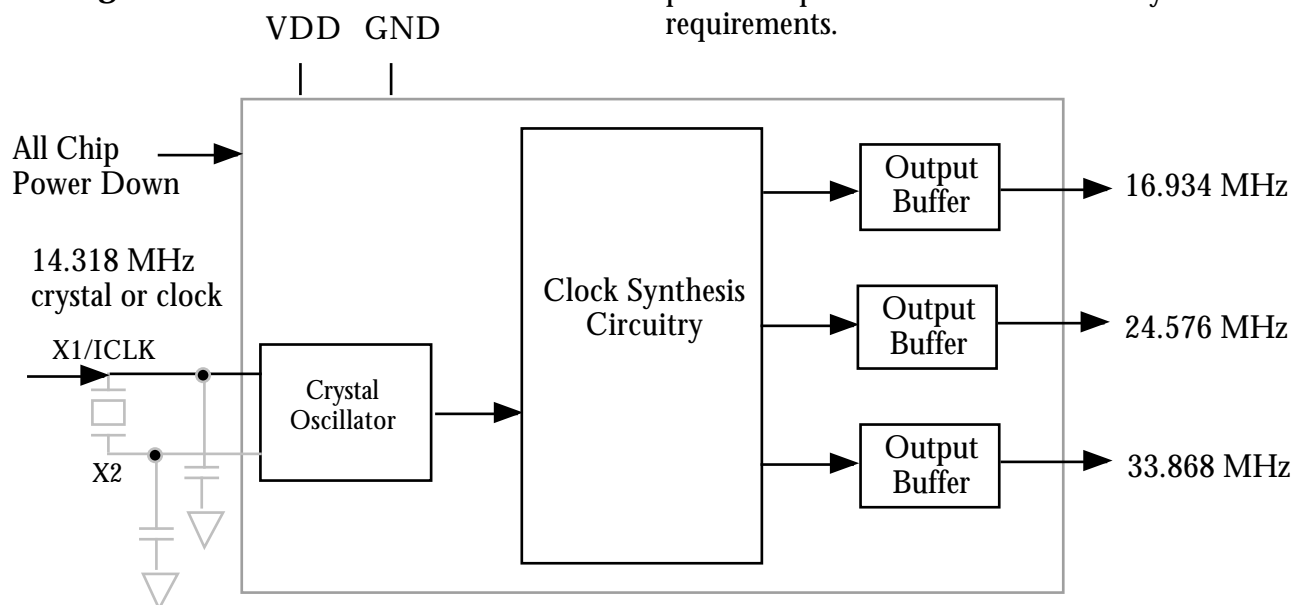 requirements.
VDD GND
All Chip
Power Down
14.318 MHz
crystal or clock
X1/ICLK
X2
Crystal
Oscillator
Clock Synthesis
Circuitry
Output
Buffer
16.934 MHz
Output
Buffer
24.576 MHz
Output
Buffer
33.868 MHz